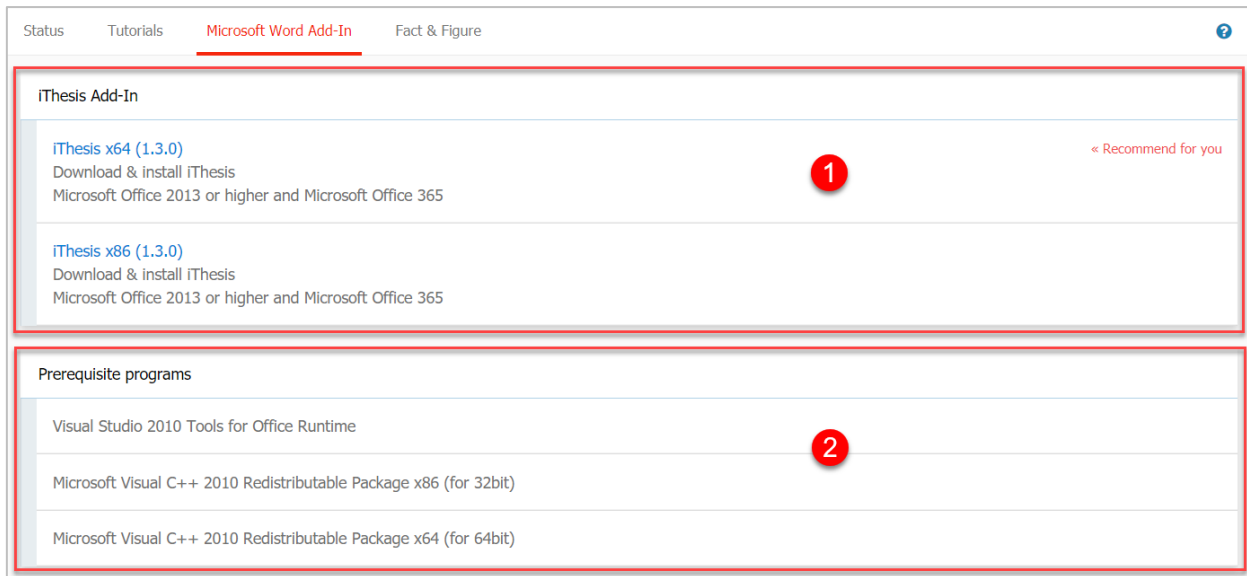 Status Tutorials Microsoft Word Add-In Fact & Figure ?
iThesis Add-In
iThesis x64 (1.3.0) « Recommend for you
Download & install iThesis
Microsoft Office 2013 or higher and Microsoft Office 365
1
iThesis x86 (1.3.0)
Download & install iThesis
Microsoft Office 2013 or higher and Microsoft Office 365
Prerequisite programs
Visual Studio 2010 Tools for Office Runtime
2
Microsoft Visual C++ 2010 Redistributable Package x86 (for 32bit)
Microsoft Visual C++ 2010 Redistributable Package x64 (for 64bit)